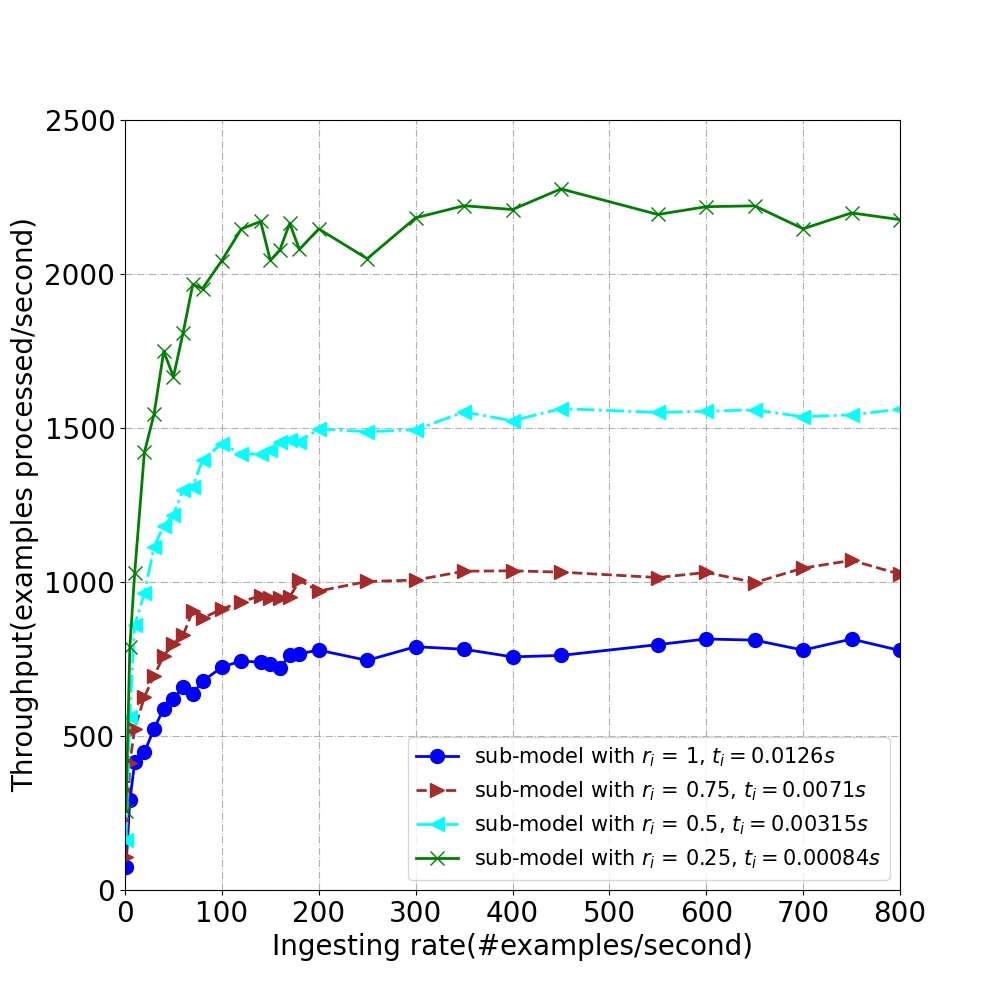 2500
2000
1500
1000
500
0
Throughput(examples processed/second)
sub-model with rᵢ = 1, tᵢ = 0.0126s
sub-model with rᵢ = 0.75, tᵢ = 0.0071s
sub-model with rᵢ = 0.5, tᵢ = 0.00315s
sub-model with rᵢ = 0.25, tᵢ = 0.00084s
0 100 200 300 400 500 600 700 800
Ingesting rate(#examples/second)